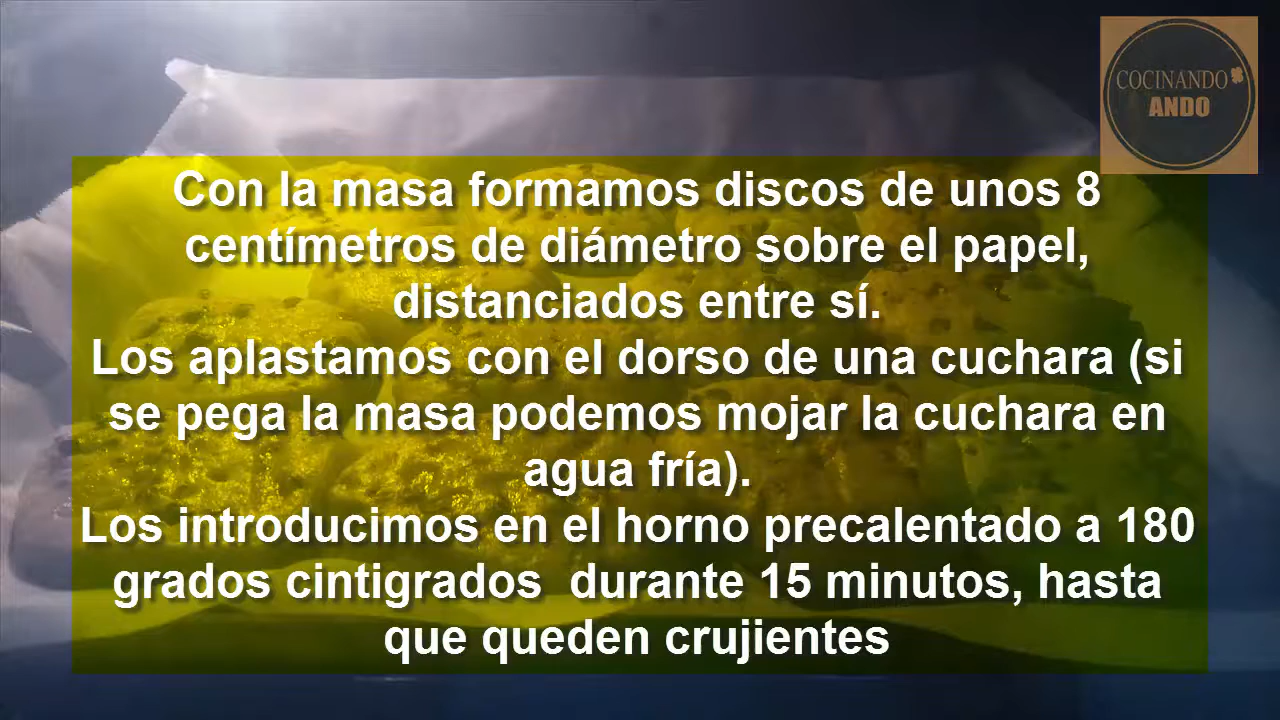 COCINANDO
ANDO
Con la masa formamos discos de unos 8
centímetros de diámetro sobre el papel,
distanciados entre sí.
Los aplastamos con el dorso de una cuchara (si
se pega la masa podemos mojar la cuchara en
agua fría).
Los introducimos en el horno precalentado a 180
grados cintigrados  durante 15 minutos, hasta
que queden crujientes